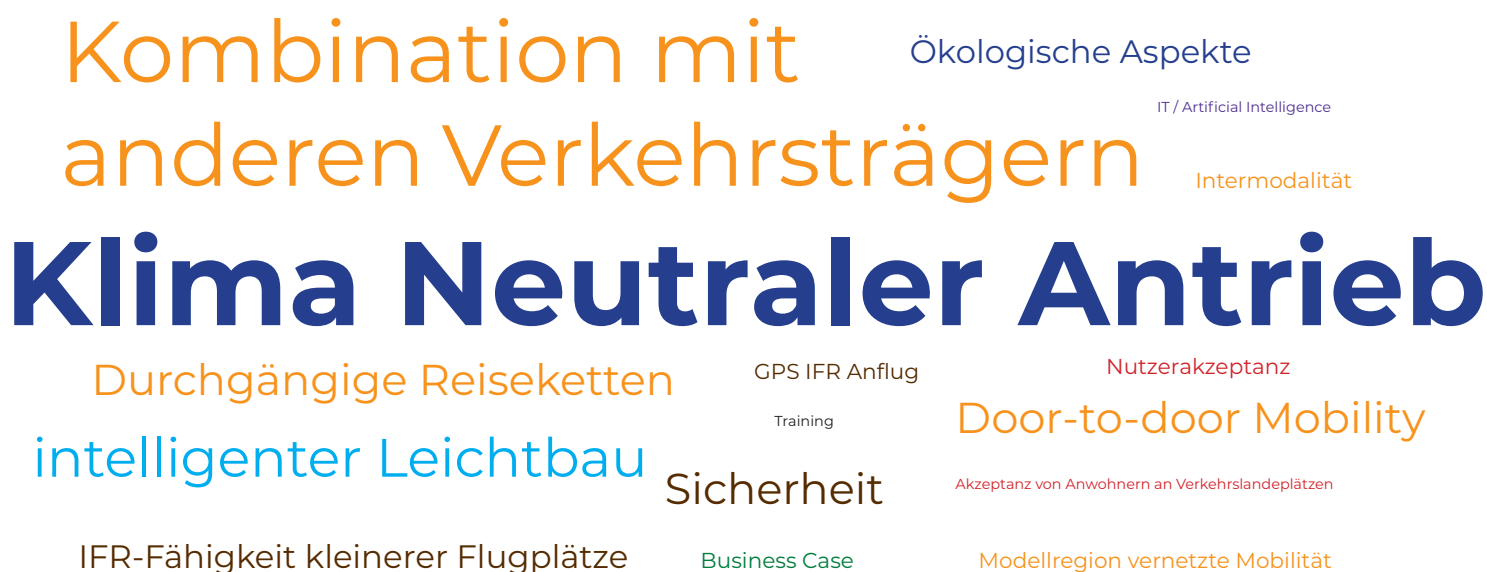 Kombination mit
anderen Verkehrsträgern
Ökologische Aspekte
IT / Artificial Intelligence
Intermodalität
Klima Neutraler Antrieb
Durchgängige Reiseketten
GPS IFR Anflug
Nutzerakzeptanz
Training
Door-to-door Mobility
intelligenter Leichtbau
Sicherheit
Akzeptanz von Anwohnern an Verkehrslandeplätzen
IFR-Fähigkeit kleinerer Flugplätze
Business Case
Modellregion vernetzte Mobilität